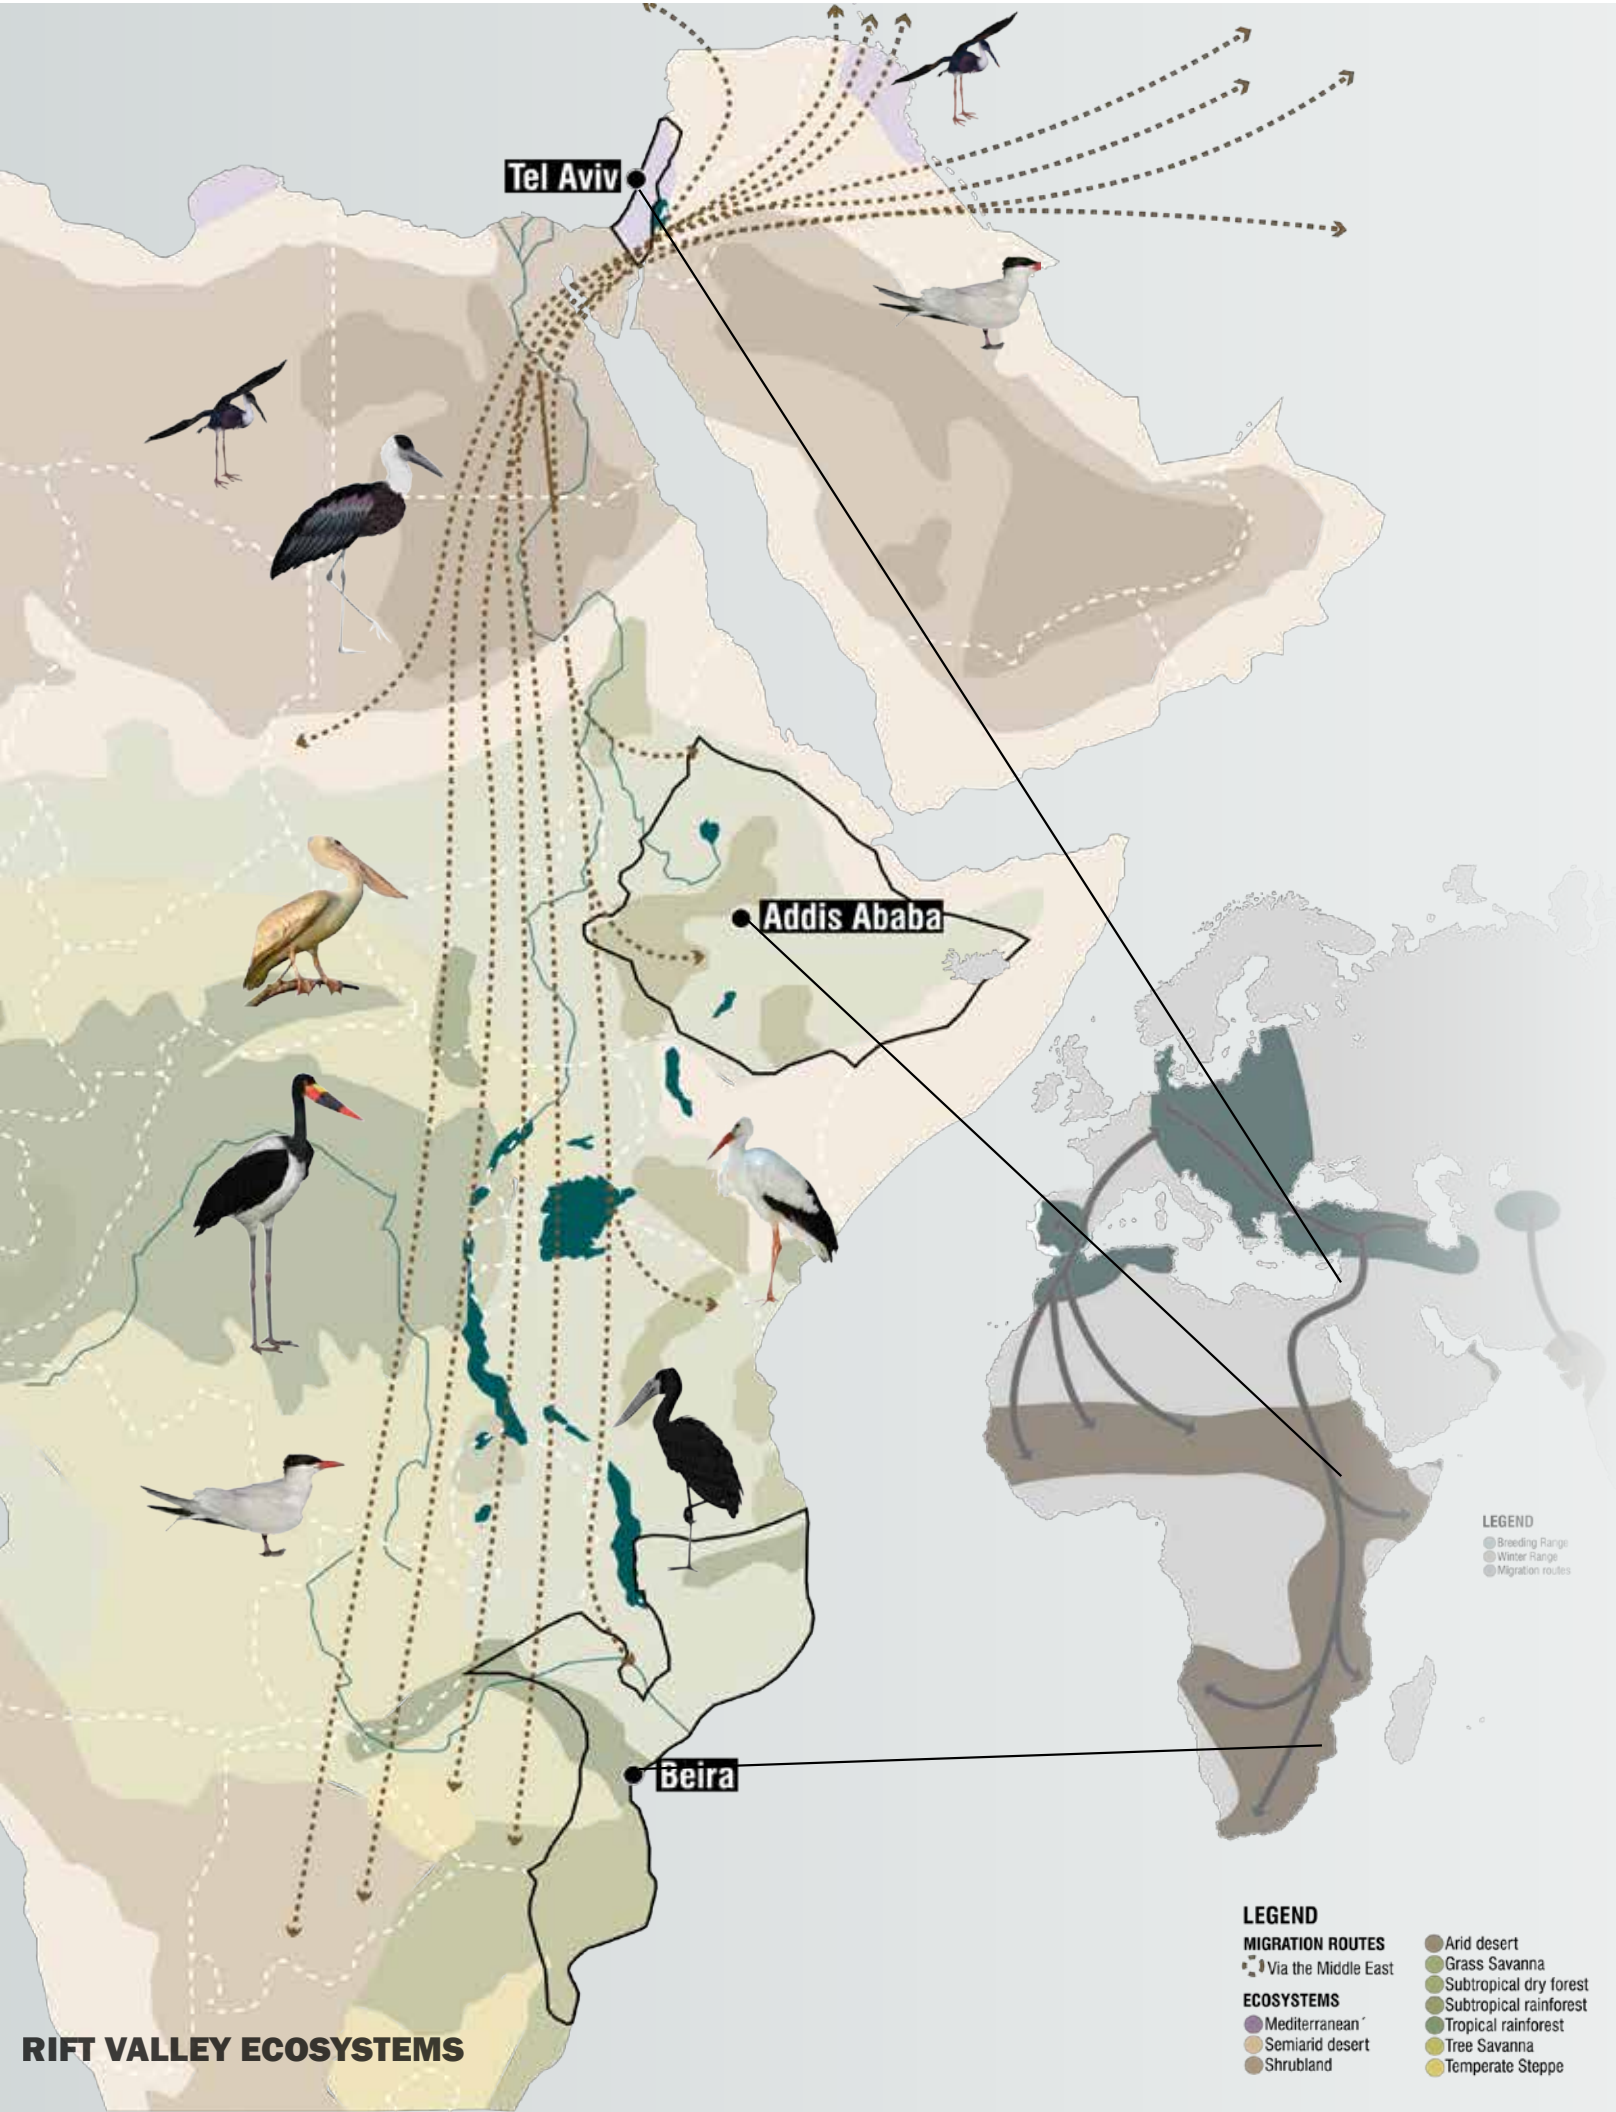 Tel Aviv
Addis Ababa
Beira
LEGEND
Breeding Range
Winter Range
Migration routes
LEGEND
MIGRATION ROUTES
Via the Middle East
ECOSYSTEMS
Mediterranean´
Semiarid desert
Shrubland
Arid desert
Grass Savanna
Subtropical dry forest
Subtropical rainforest
Tropical rainforest
Tree Savanna
Temperate Steppe
RIFT VALLEY ECOSYSTEMS